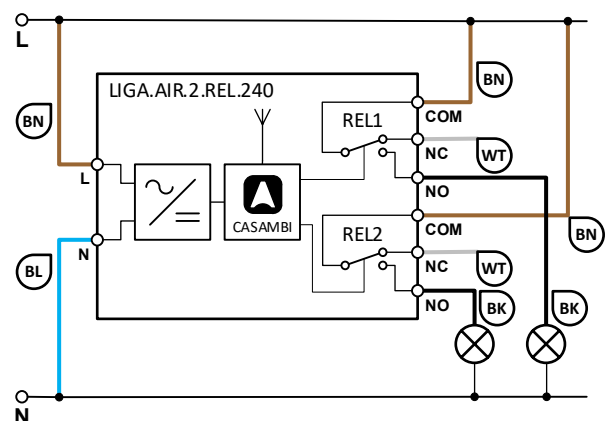 L
LIGA.AIR.2.REL.240
BN
BN
REL1
COM
NC
WT
L
NO
CASAMBI
COM
BN
N
REL2
BL
NC
WT
NO
BK
BK
N